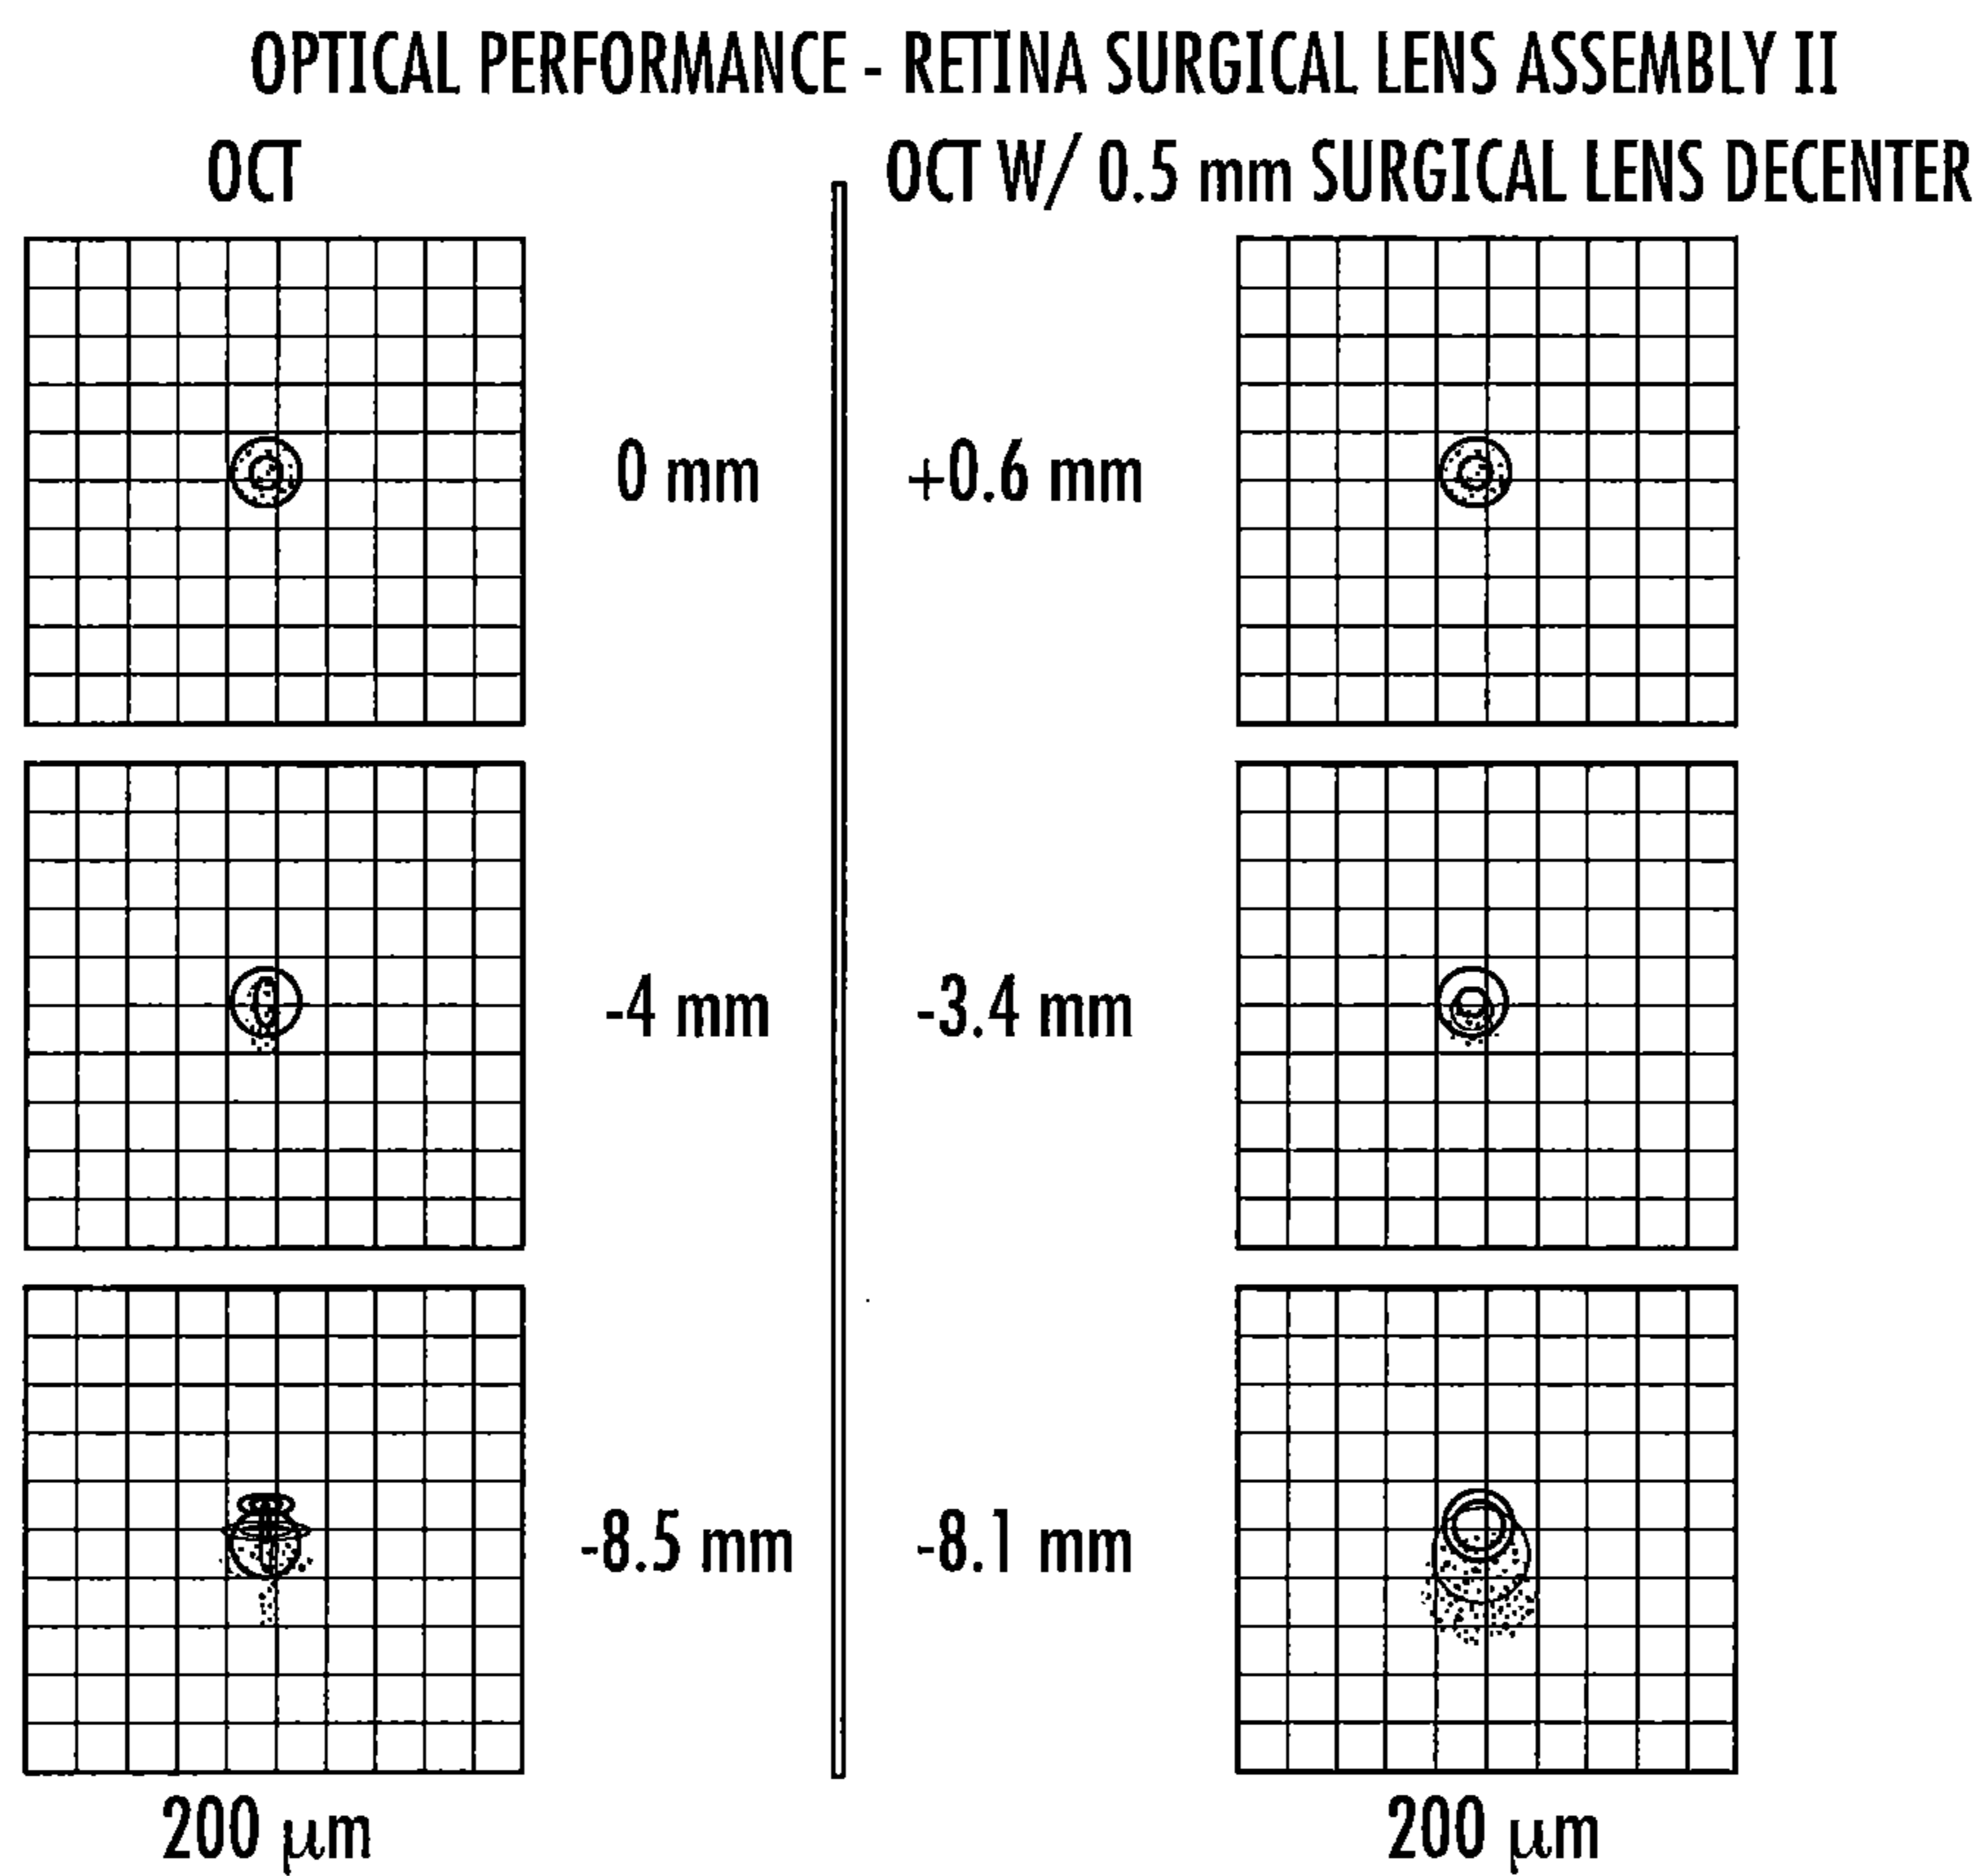 OPTICAL PERFORMANCE - RETINA SURGICAL LENS ASSEMBLY II
OCT
OCT W/ 0.5 mm SURGICAL LENS DECENTER
0 mm
+0.6 mm
-4 mm
-3.4 mm
-8.5 mm
-8.1 mm
200 μm
200 μm